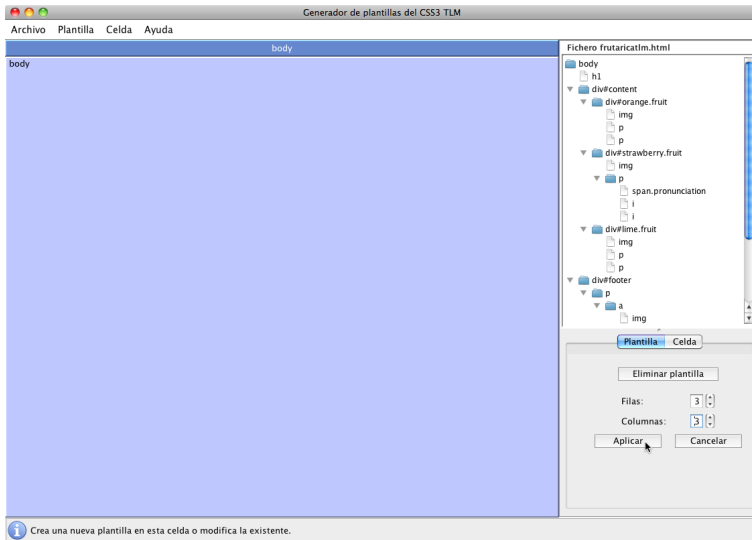 Generador de plantillas del CSS3 TLM
Archivo Plantilla Celda Ayuda
body
body
Fichero frutaricatlm.html
body
h1
div#content
div#orange.fruit
img
p
p
div#strawberry.fruit
img
p
span.pronunciation
i
i
div#lime.fruit
img
p
p
div#footer
p
a
img
Plantilla Celda
Eliminar plantilla
Filas: 3
Columnas: 3
Aplicar Cancelar
Crea una nueva plantilla en esta celda o modifica la existente.